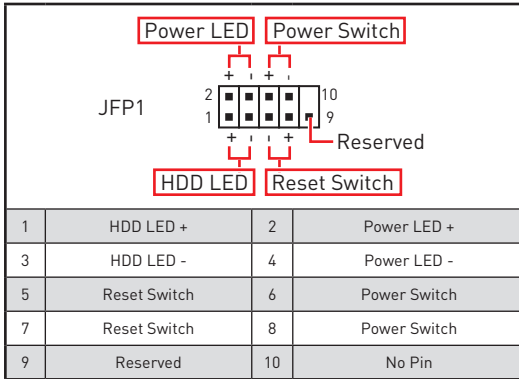 Power LED Power Switch
+ - + -
2 10
JFP1
1 9
+ - - +
Reserved
HDD LED Reset Switch
1 HDD LED + 2 Power LED +
3 HDD LED - 4 Power LED -
5 Reset Switch 6 Power Switch
7 Reset Switch 8 Power Switch
9 Reserved 10 No Pin